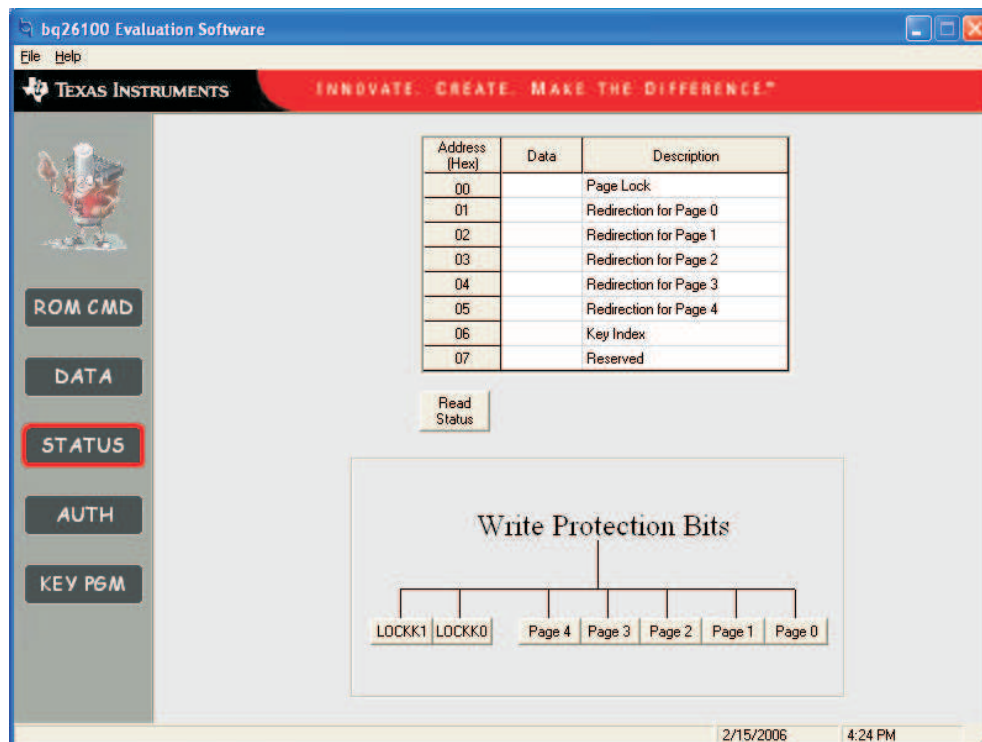 bq26100 Evaluation Software
File Help
TEXAS INSTRUMENTS
INNOVATE. CREATE. MAKE THE DIFFERENCE.™
Address (Hex) Data Description
00 Page Lock
01 Redirection for Page 0
02 Redirection for Page 1
03 Redirection for Page 2
04 Redirection for Page 3
05 Redirection for Page 4
06 Key Index
07 Reserved
ROM CMD
DATA
STATUS
AUTH
KEY PGM
Read
Status
Write Protection Bits
LOCKK1 LOCKK0 Page 4 Page 3 Page 2 Page 1 Page 0
2/15/2006 4:24 PM